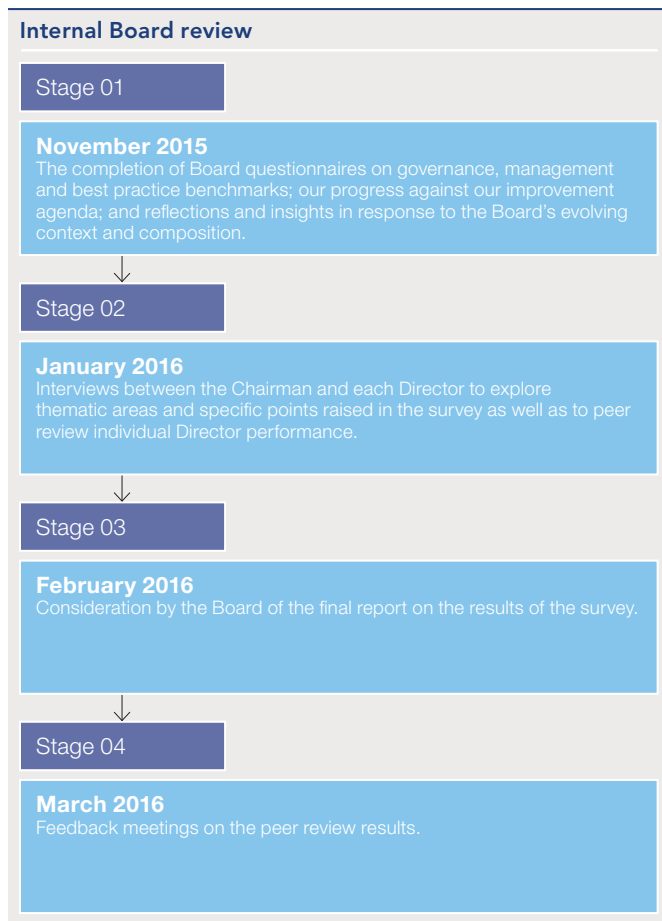 Internal Board review
Stage 01
November 2015
The completion of Board questionnaires on governance, management
and best practice benchmarks; our progress against our improvement
agenda; and reflections and insights in response to the Board’s evolving
context and composition.
Stage 02
January 2016
Interviews between the Chairman and each Director to explore
thematic areas and specific points raised in the survey as well as to peer
review individual Director performance.
Stage 03
February 2016
Consideration by the Board of the final report on the results of the survey.
Stage 04
March 2016
Feedback meetings on the peer review results.